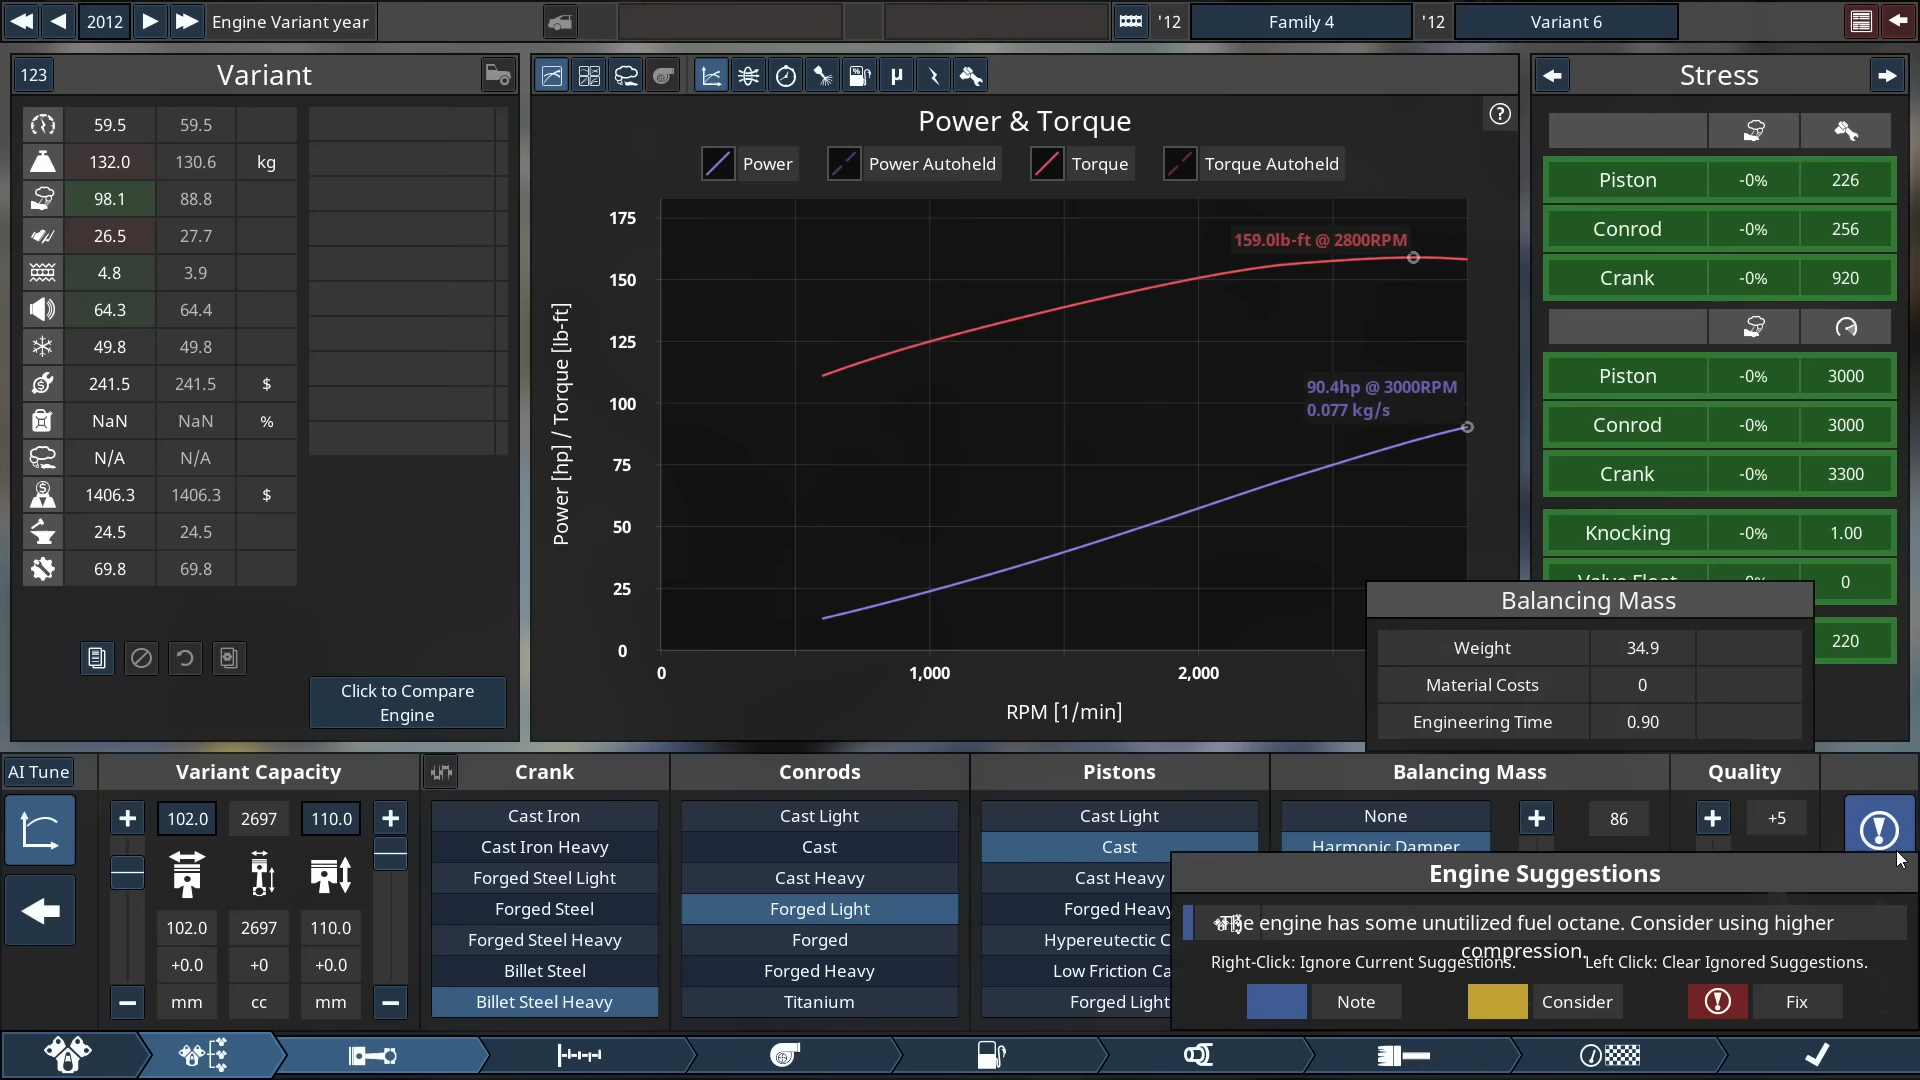 2012
Engine Variant year
'12
Family 4
'12
Variant 6
123
Variant
59.5 59.5
132.0 130.6 kg
98.1 88.8
26.5 27.7
4.8 3.9
64.3 64.4
49.8 49.8
241.5 241.5 $
NaN NaN %
N/A N/A
1406.3 1406.3 $
24.5 24.5
69.8 69.8
Click to Compare
Engine
μ
Power & Torque
?
Power
Power Autoheld
Torque
Torque Autoheld
Power [hp] / Torque [lb-ft]
175
150
125
100
75
50
25
0
159.0lb-ft @ 2800RPM
90.4hp @ 3000RPM
0.077 kg/s
0
1,000
2,000
RPM [1/min]
Stress
Piston -0% 226
Conrod -0% 256
Crank -0% 920
Piston -0% 3000
Conrod -0% 3000
Crank -0% 3300
Knocking -0% 1.00
Valve Float -0% 0
220
Balancing Mass
Weight 34.9
Material Costs 0
Engineering Time 0.90
AI Tune
Variant Capacity
102.0 2697 110.0
102.0 2697 110.0
+0.0 +0 +0.0
mm cc mm
Crank
Cast Iron
Cast Iron Heavy
Forged Steel Light
Forged Steel
Forged Steel Heavy
Billet Steel
Billet Steel Heavy
Conrods
Cast Light
Cast
Cast Heavy
Forged Light
Forged
Forged Heavy
Titanium
Pistons
Cast Light
Cast
Cast Heavy
Forged Heavy
Hypereutectic C
Low Friction Ca
Forged Light
Balancing Mass
None
Harmonic Damper
86
Quality
+5
Engine Suggestions
The engine has some unutilized fuel octane. Consider using higher
compression.
Right-Click: Ignore Current Suggestions.
Left Click: Clear Ignored Suggestions.
Note
Consider
Fix